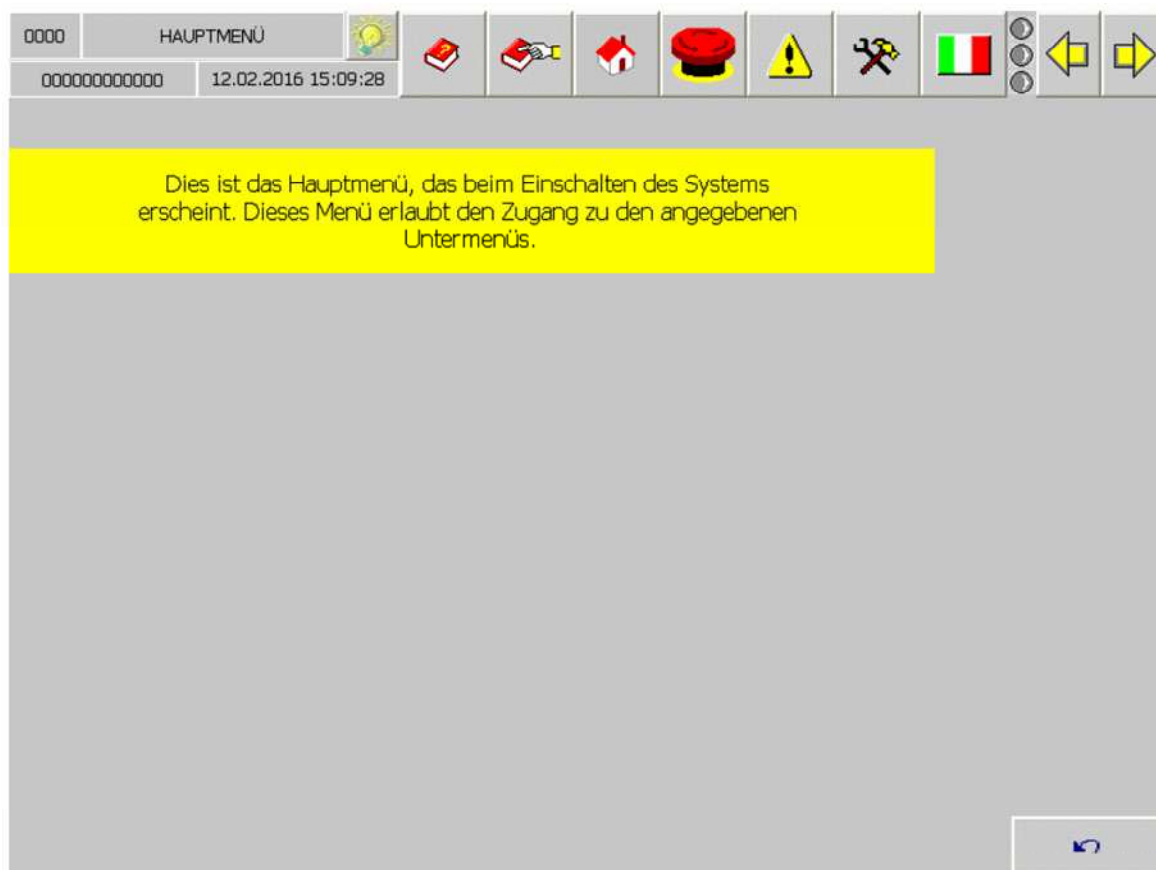 0000 HAUPTMENÜ
000000000000 12.02.2016 15:09:28
Dies ist das Hauptmenü, das beim Einschalten des Systems
erscheint. Dieses Menü erlaubt den Zugang zu den angegebenen
Untermenüs.